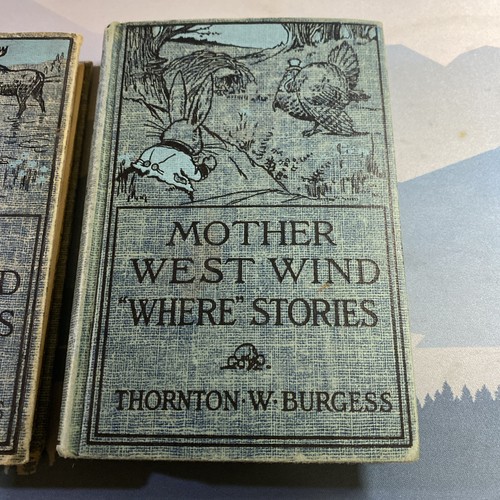 MOTHER
WEST WIND
"WHERE" STORIES
THORNTON·W·BURGESS